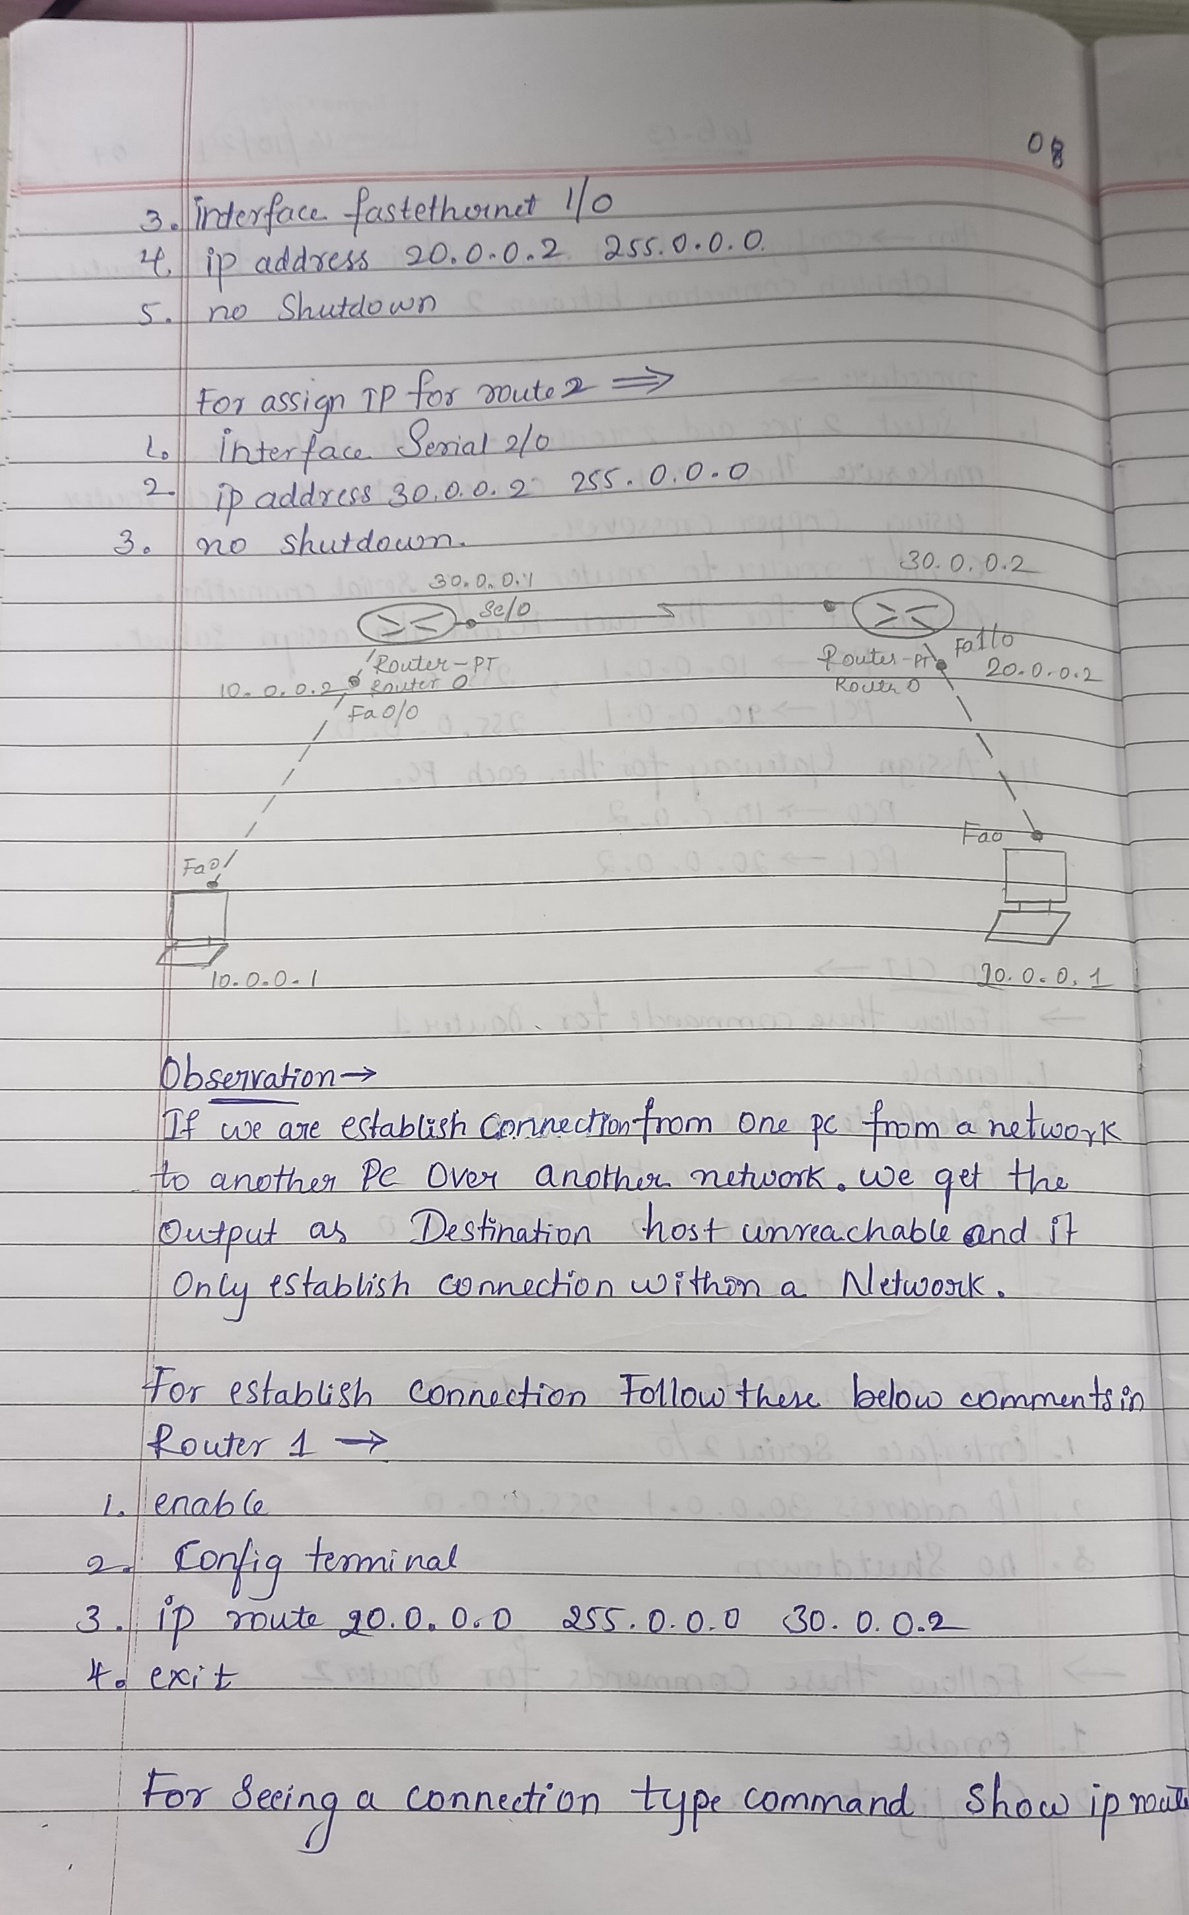 08
3. interface fastethernet 1/0
4. ip address 20.0.0.2 255.0.0.0.
5. no Shutdown
For assign IP for route 2 ⇒
1. interface Serial 2/0
2. ip address 30.0.0.2 255.0.0.0
3. no shutdown.
30.0.0.1 30.0.0.2
Se/0
Router-PT Router-PT Fa1/0
10.0.0.2 Router 0 Router 0 20.0.0.2
Fa0/0
Fa0 Fa0
10.0.0.1 20.0.0.1
Observation →
If we are establish connection from one pc from a network
to another PC Over another network. we get the
Output as Destination host unreachable and it
Only establish connection within a Network.
For establish connection Follow these below comments in
Router 1 →
1. enable
2. Config terminal
3. ip route 20.0.0.0 255.0.0.0 30.0.0.2
4. exit
For Seeing a connection type command Show ip route